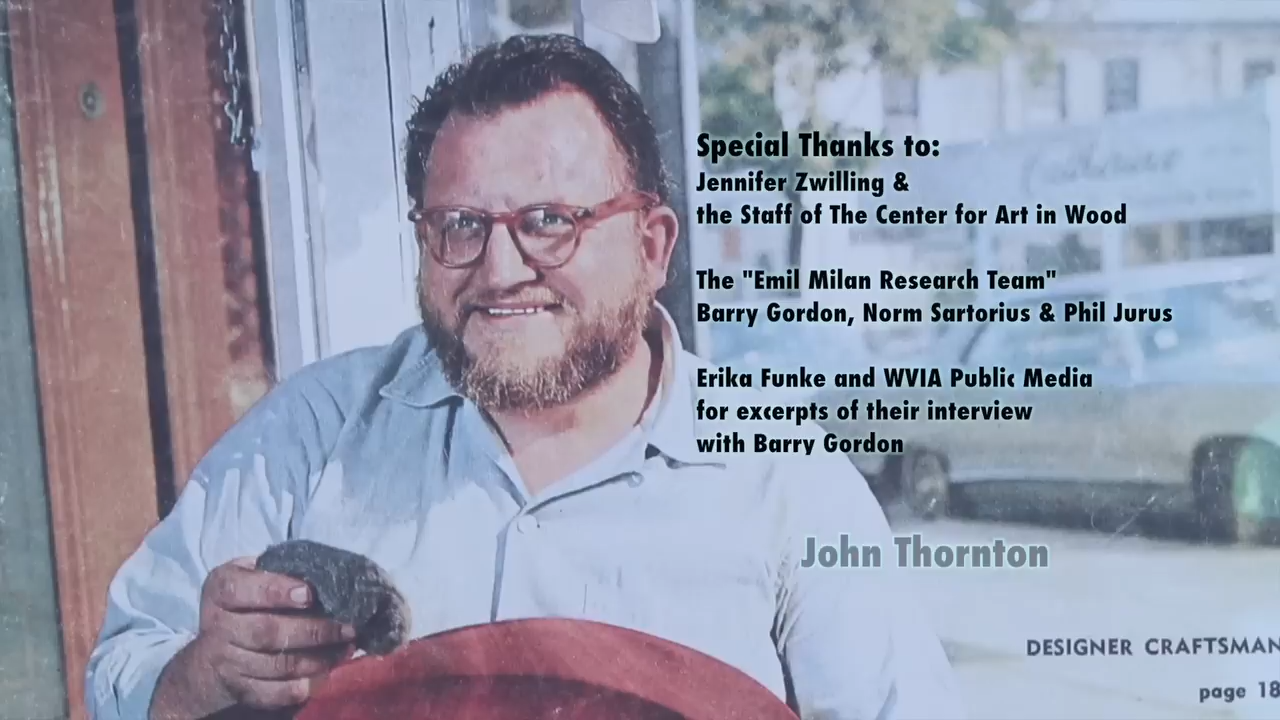 Special Thanks to:
Jennifer Zwilling &
the Staff of The Center for Art in Wood
The "Emil Milan Research Team"
Barry Gordon, Norm Sartorius & Phil Jurus
Erika Funke and WVIA Public Media
for excerpts of their interview
with Barry Gordon
John Thornton
DESIGNER CRAFTSMAN
page 18